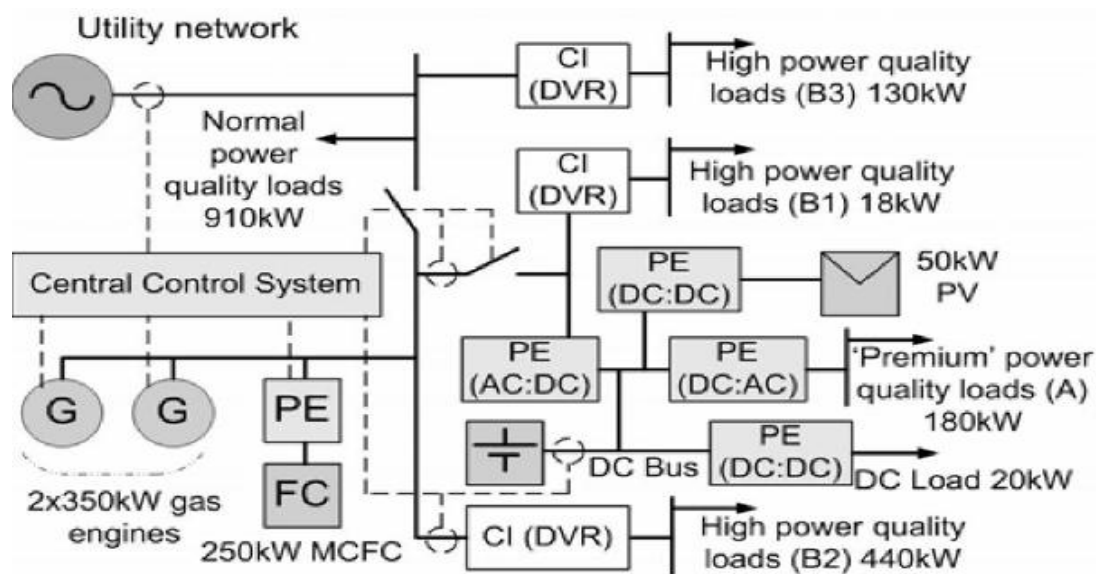 Utility network
CI
(DVR)
High power quality
loads (B3) 130kW
Normal
power
quality loads
910kW
CI
(DVR)
High power quality
loads (B1) 18kW
Central Control System
PE
(DC:DC)
50kW
PV
PE
(AC:DC)
PE
(DC:AC)
'Premium' power
quality loads (A)
180kW
G
G
PE
FC
DC Bus
PE
(DC:DC)
DC Load 20kW
2x350kW gas
engines
250kW MCFC
CI (DVR)
High power quality
loads (B2) 440kW